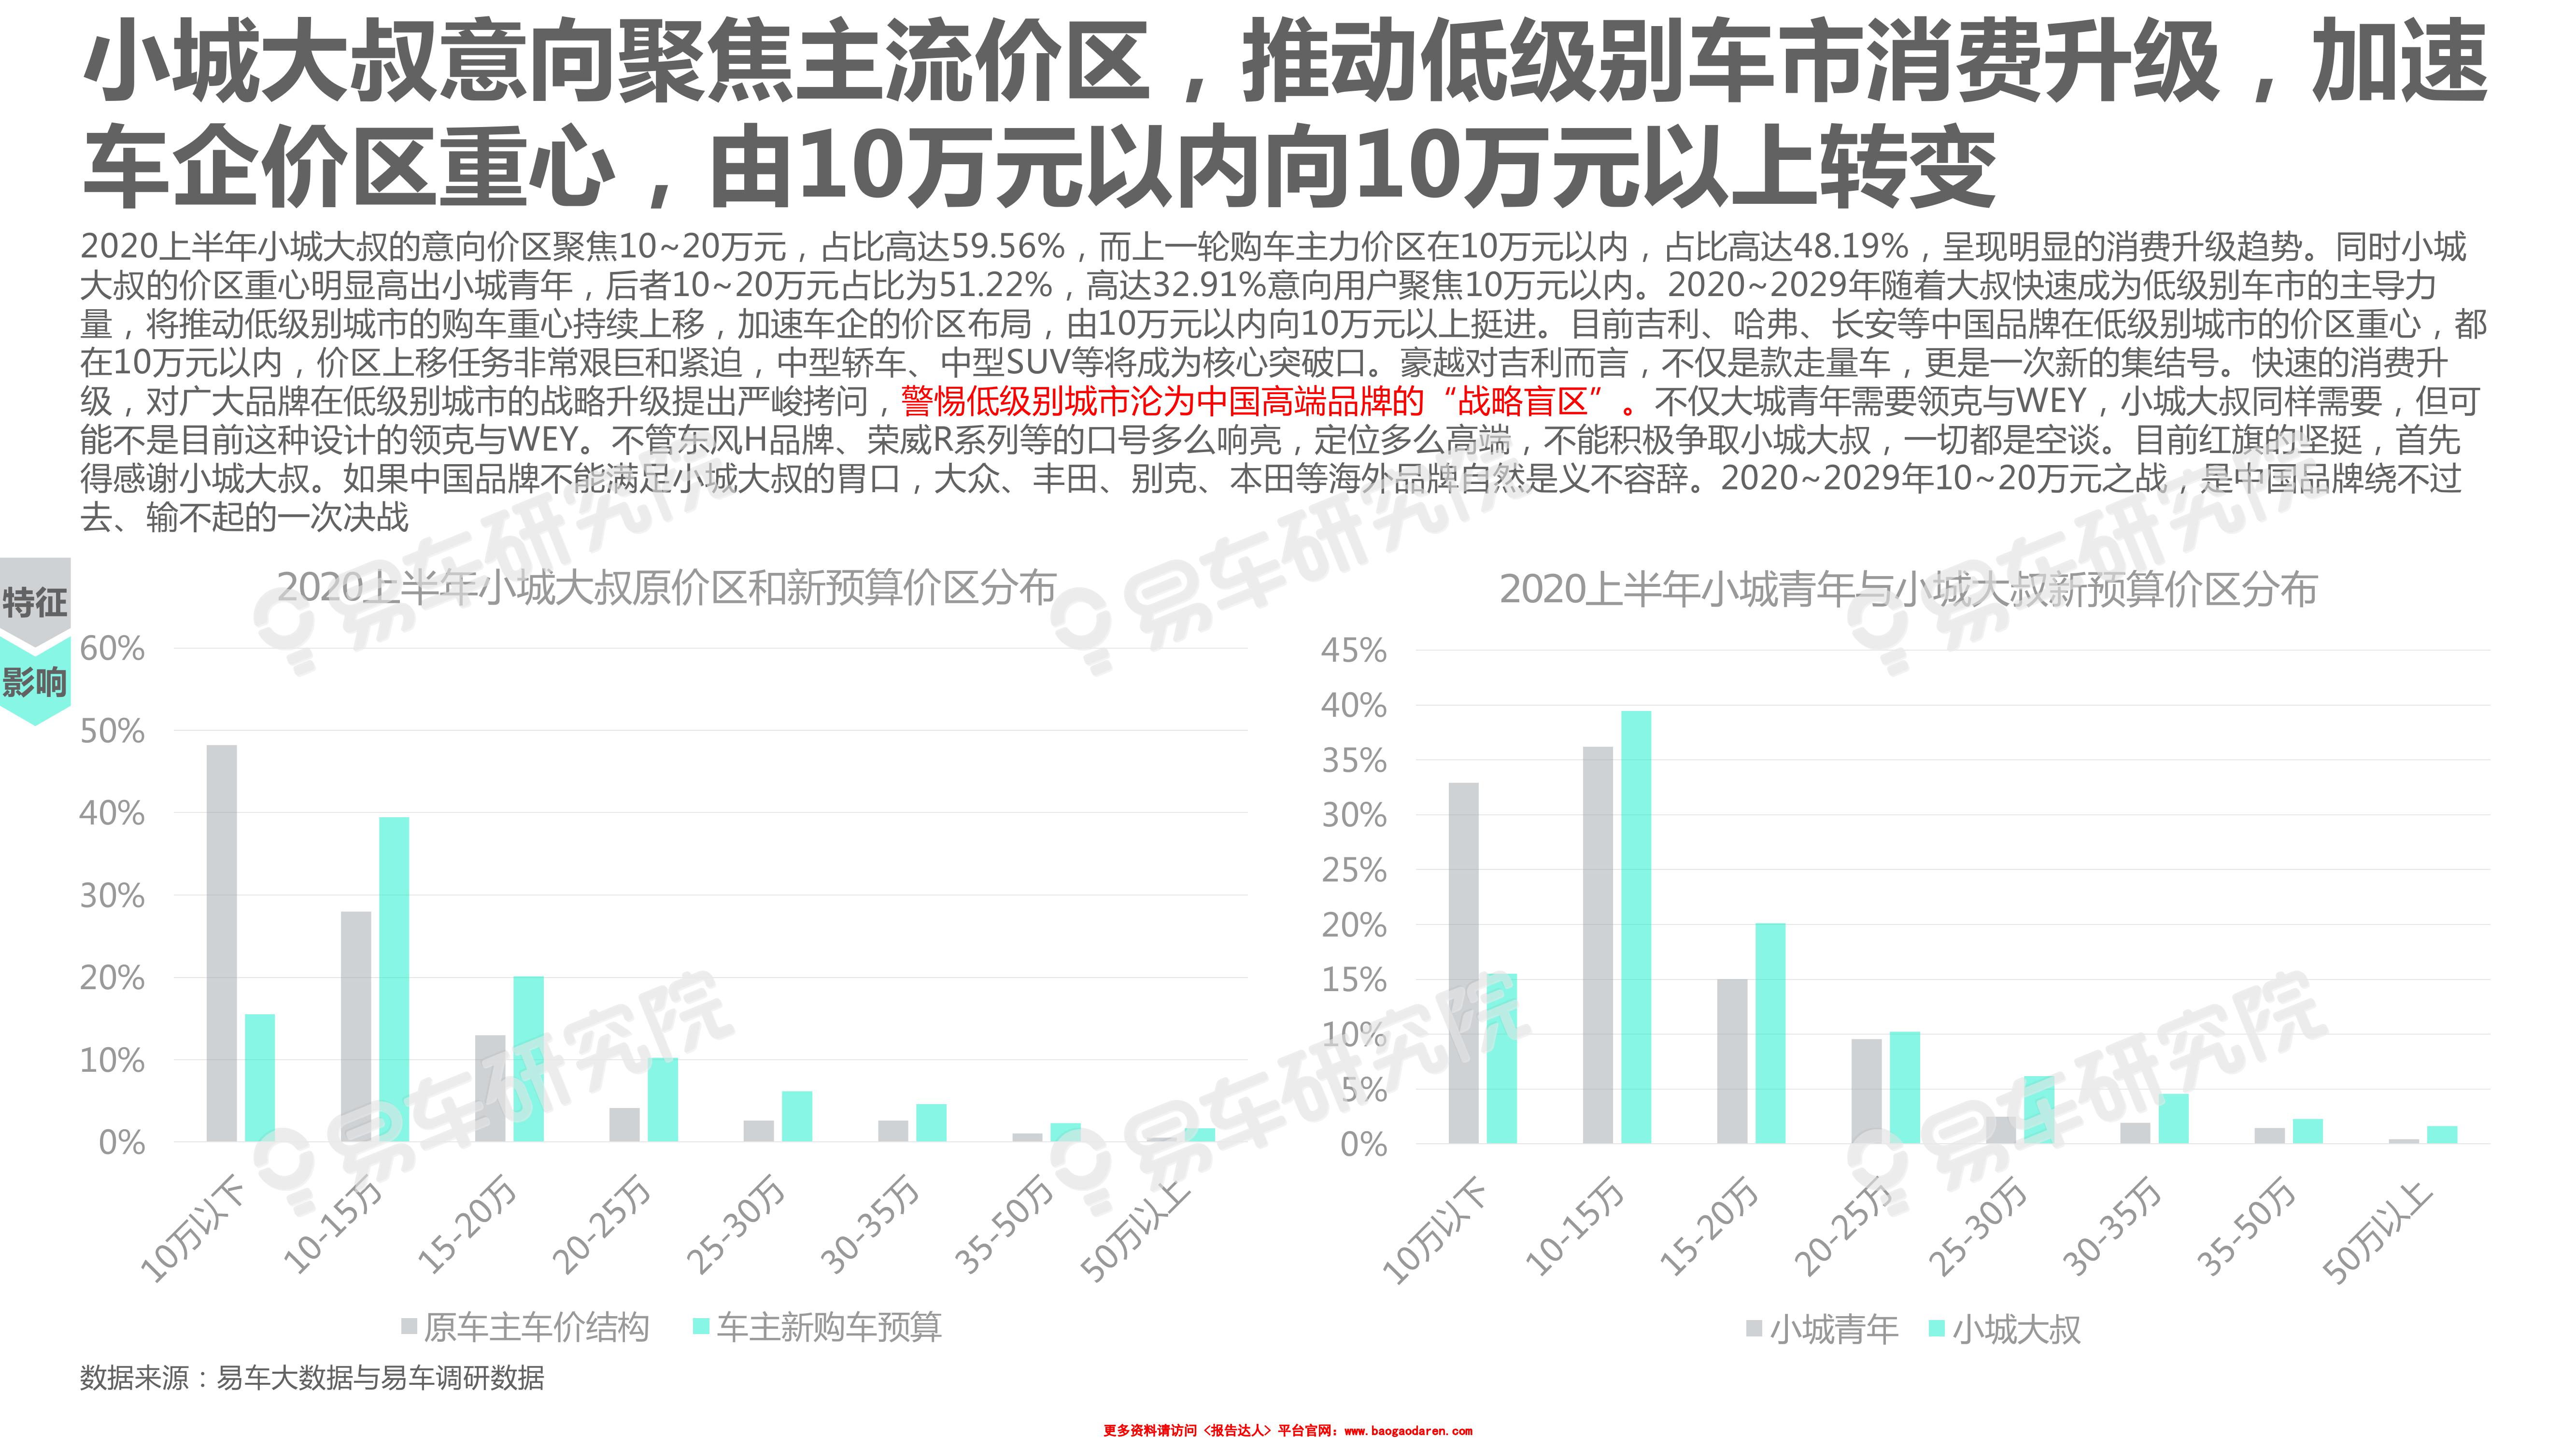 小城大叔意向聚焦主流价区，推动低级别车市消费升级，加速
车企价区重心，由10万元以内向10万元以上转变
2020上半年小城大叔的意向价区聚焦10~20万元，占比高达59.56%，而上一轮购车主力价区在10万元以内，占比高达48.19%，呈现明显的消费升级趋势。同时小城
大叔的价区重心明显高出小城青年，后者10~20万元占比为51.22%，高达32.91%意向用户聚焦10万元以内。2020~2029年随着大叔快速成为低级别车市的主导力
量，将推动低级别城市的购车重心持续上移，加速车企的价区布局，由10万元以内向10万元以上挺进。目前吉利、哈弗、长安等中国品牌在低级别城市的价区重心，都
在10万元以内，价区上移任务非常艰巨和紧迫，中型轿车、中型SUV等将成为核心突破口。豪越对吉利而言，不仅是款走量车，更是一次新的集结号。快速的消费升
级，对广大品牌在低级别城市的战略升级提出严峻拷问，警惕低级别城市沦为中国高端品牌的“战略盲区”。不仅大城青年需要领克与WEY，小城大叔同样需要，但可
能不是目前这种设计的领克与WEY。不管东风H品牌、荣威R系列等的口号多么响亮，定位多么高端，不能积极争取小城大叔，一切都是空谈。目前红旗的坚挺，首先
得感谢小城大叔。如果中国品牌不能满足小城大叔的胃口，大众、丰田、别克、本田等海外品牌自然是义不容辞。2020~2029年10~20万元之战，是中国品牌绕不过
去、输不起的一次决战
特征
影响
2020上半年小城大叔原价区和新预算价区分布
60%
50%
40%
30%
20%
10%
0%
10万以下
10-15万
15-20万
20-25万
25-30万
30-35万
35-50万
50万以上
原车主车价结构
车主新购车预算
2020上半年小城青年与小城大叔新预算价区分布
45%
40%
35%
30%
25%
20%
15%
10%
5%
0%
10万以下
10-15万
15-20万
20-25万
25-30万
30-35万
35-50万
50万以上
小城青年
小城大叔
数据来源：易车大数据与易车调研数据
更多资料请访问《报告达人》平台官网：www.baogaodaren.com
易车研究院
易车研究院
易车研究院
易车研究院
易车研究院
易车研究院